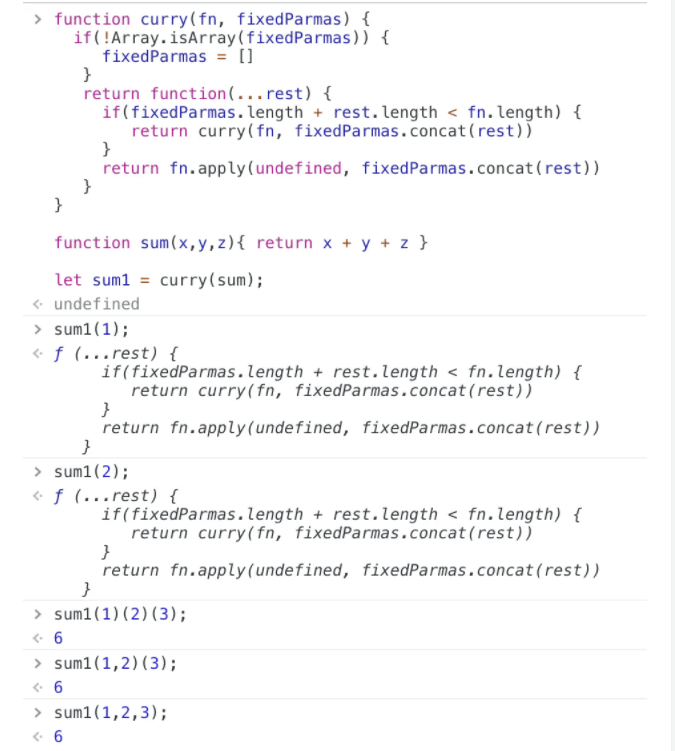 > function curry(fn, fixedParmas) {
if(!Array.isArray(fixedParmas)) {
fixedParmas = []
}
return function(...rest) {
if(fixedParmas.length + rest.length < fn.length) {
return curry(fn, fixedParmas.concat(rest))
}
return fn.apply(undefined, fixedParmas.concat(rest))
}
}
function sum(x,y,z){ return x + y + z }
let sum1 = curry(sum);
<· undefined
> sum1(1);
<· ƒ (...rest) {
if(fixedParmas.length + rest.length < fn.length) {
return curry(fn, fixedParmas.concat(rest))
}
return fn.apply(undefined, fixedParmas.concat(rest))
}
> sum1(2);
<· ƒ (...rest) {
if(fixedParmas.length + rest.length < fn.length) {
return curry(fn, fixedParmas.concat(rest))
}
return fn.apply(undefined, fixedParmas.concat(rest))
}
> sum1(1)(2)(3);
<· 6
> sum1(1,2)(3);
<· 6
> sum1(1,2,3);
<· 6